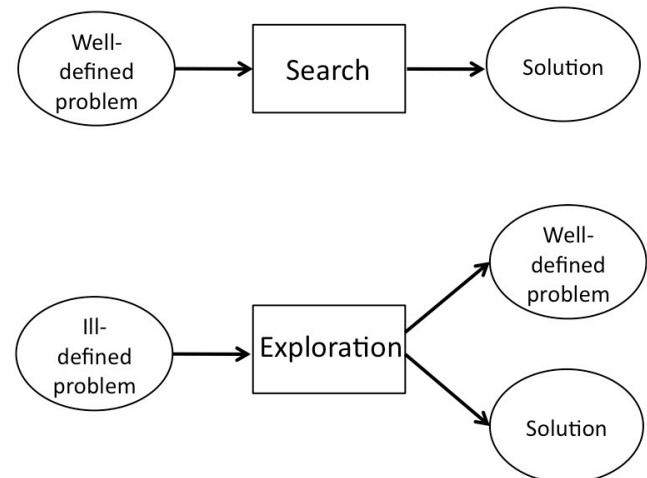 Well-
defined
problem
Search
Solution
Ill-
defined
problem
Exploration
Well-
defined
problem
Solution